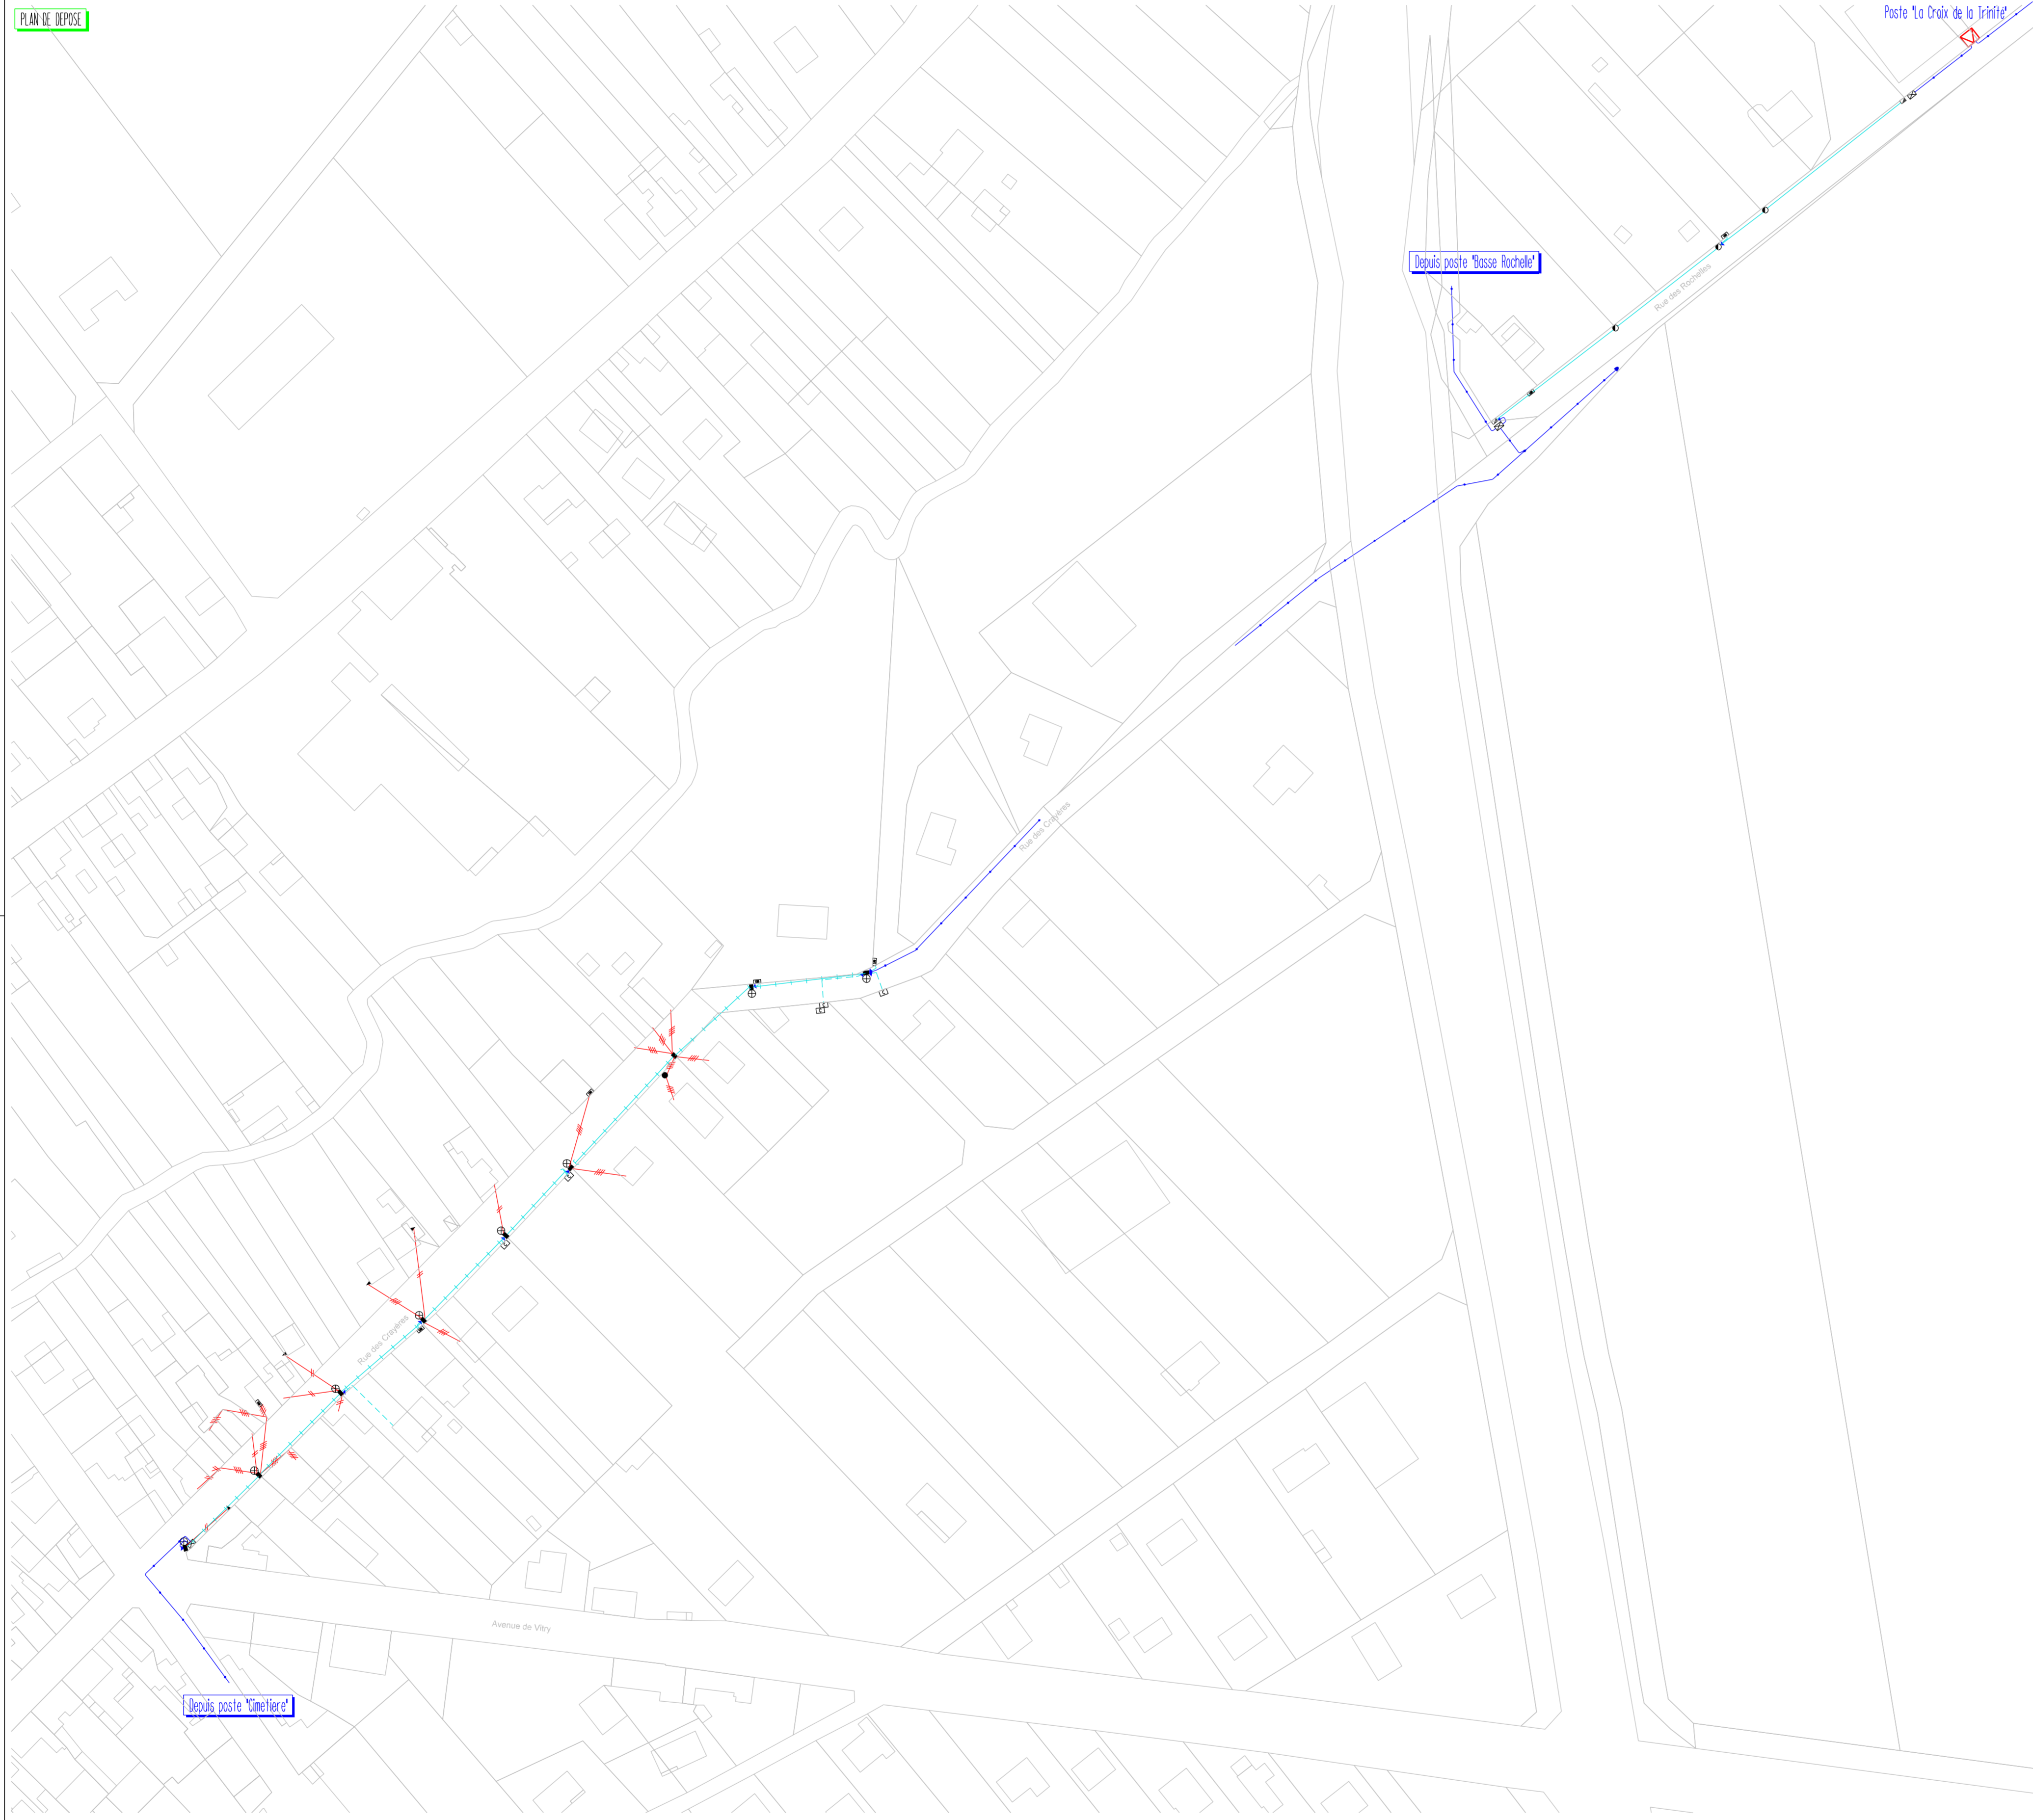 PLAN DE DEPOSE
Poste "La Croix de la Trinité"
Depuis poste "Basse Rochelle"
Rue des Rochelles
Rue des Crayères
Rue des Crayères
Avenue de Vitry
Depuis poste "Cimetiere"